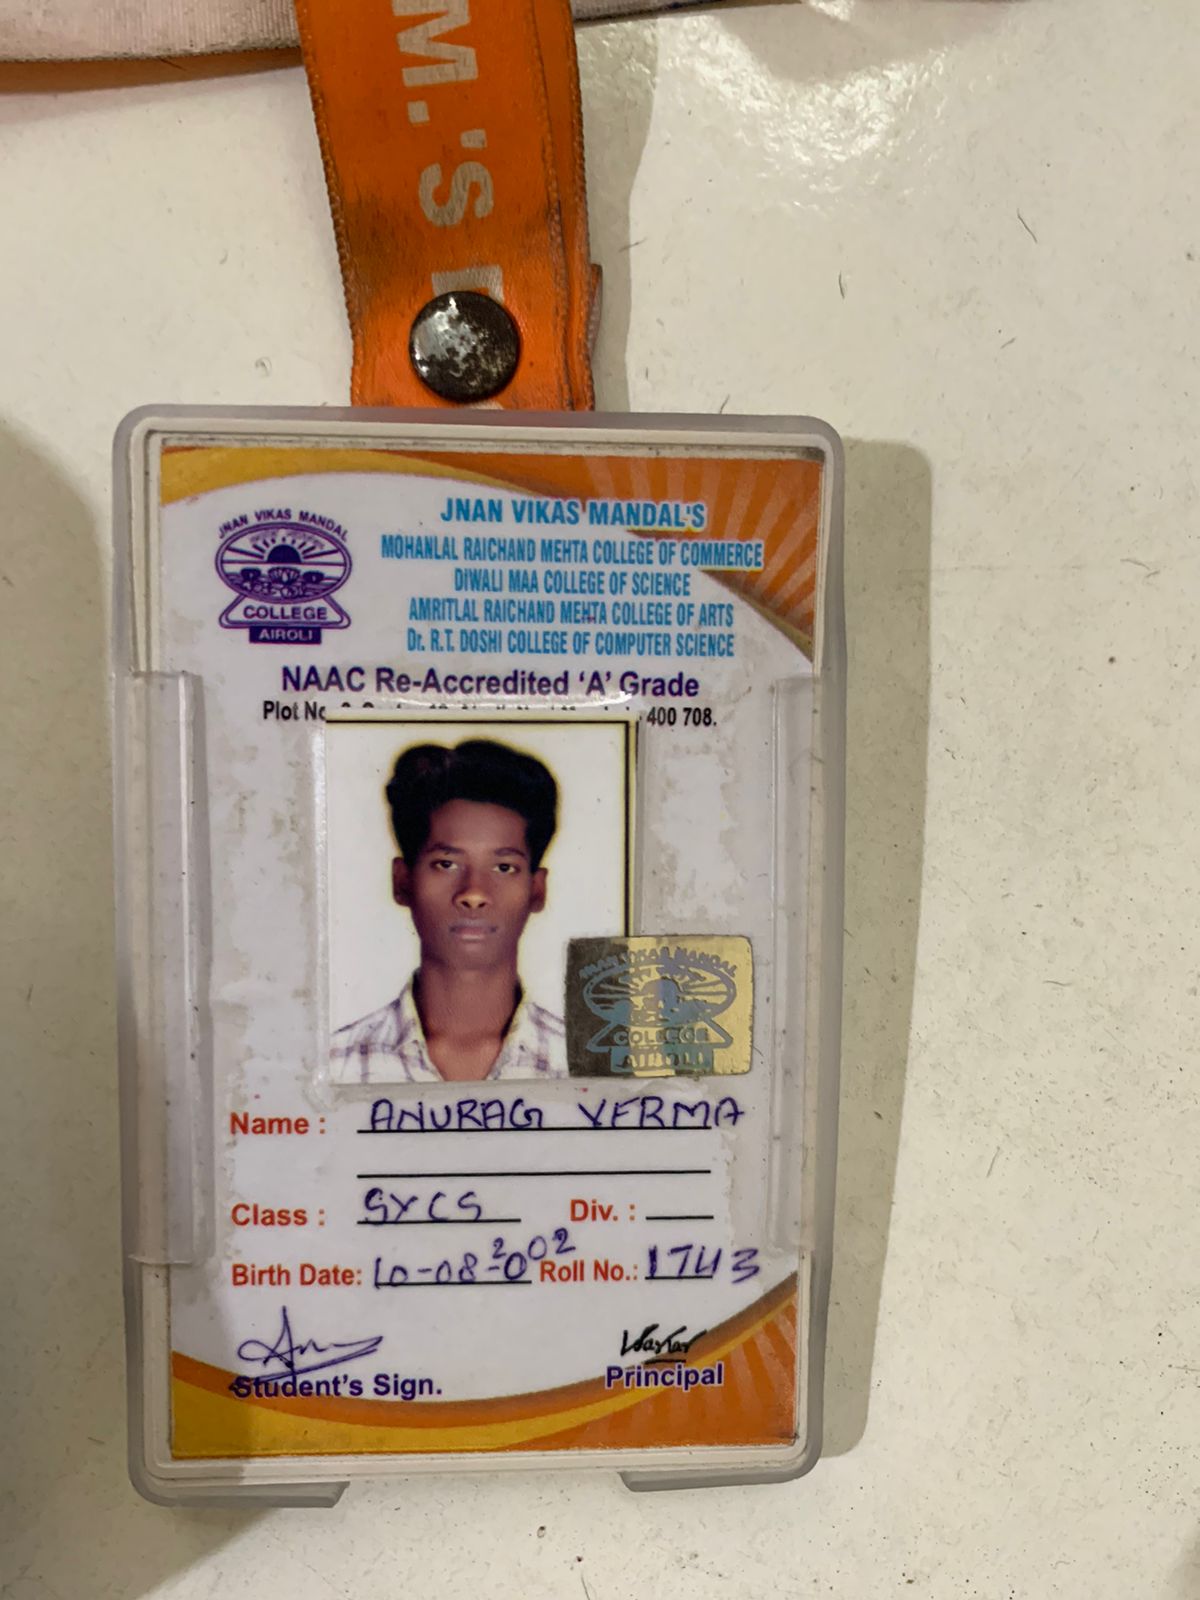 M.'S
JNAN VIKAS MANDAL
COLLEGE
AIROLI
JNAN VIKAS MANDAL'S
MOHANLAL RAICHAND MEHTA COLLEGE OF COMMERCE
DIWALI MAA COLLEGE OF SCIENCE
AMRITLAL RAICHAND MEHTA COLLEGE OF ARTS
Dr. R.T. DOSHI COLLEGE OF COMPUTER SCIENCE
NAAC Re-Accredited 'A' Grade
Plot 400 708.
JNAN VIKAS MANDAL
COLLEGE
AIROLI
Name : ANURAG VERMA
Class : SYCS Div. :
Birth Date: 10-08-2002 Roll No.: 1743
Student's Sign. Principal